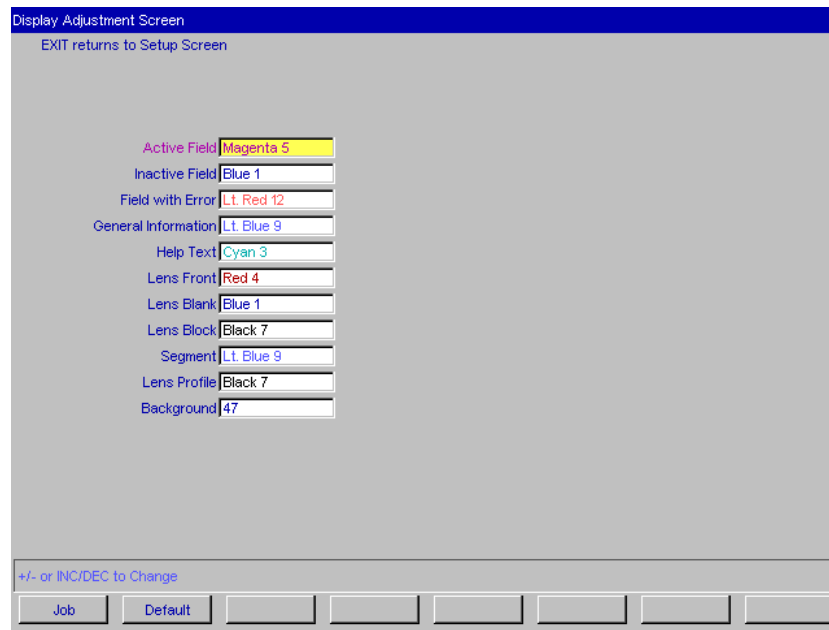 Display Adjustment Screen
EXIT returns to Setup Screen
Active Field Magenta 5
Inactive Field Blue 1
Field with Error Lt. Red 12
General Information Lt. Blue 9
Help Text Cyan 3
Lens Front Red 4
Lens Blank Blue 1
Lens Block Black 7
Segment Lt. Blue 9
Lens Profile Black 7
Background 47
+/- or INC/DEC to Change
Job Default